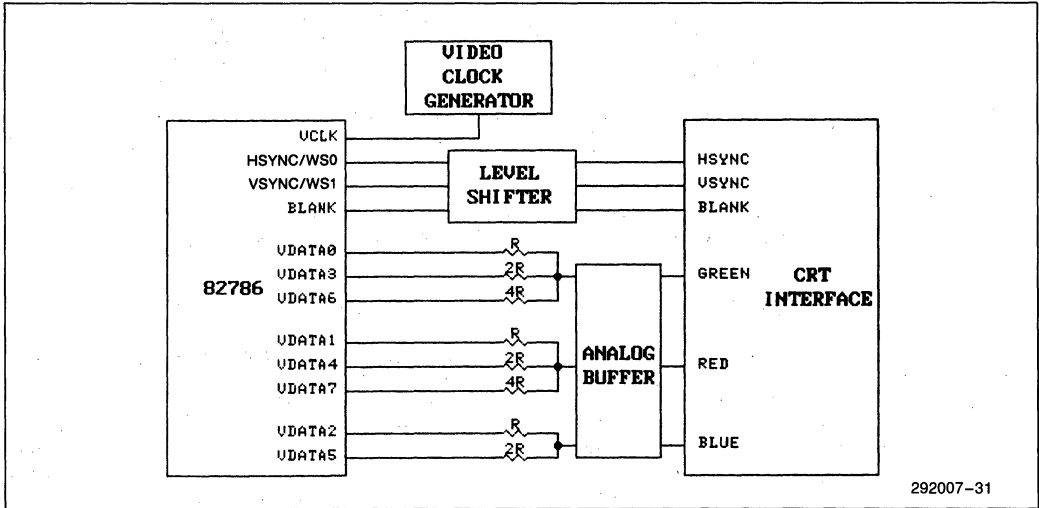 VIDEO
CLOCK
GENERATOR
VCLK
HSYNC/WS0
VSYNC/WS1
BLANK
LEVEL
SHIFTER
HSYNC
VSYNC
BLANK
VDATA0
R
VDATA3
2R
VDATA6
4R
82786
GREEN
CRT
INTERFACE
VDATA1
R
VDATA4
2R
VDATA7
4R
ANALOG
BUFFER
RED
VDATA2
R
VDATA5
2R
BLUE
292007–31